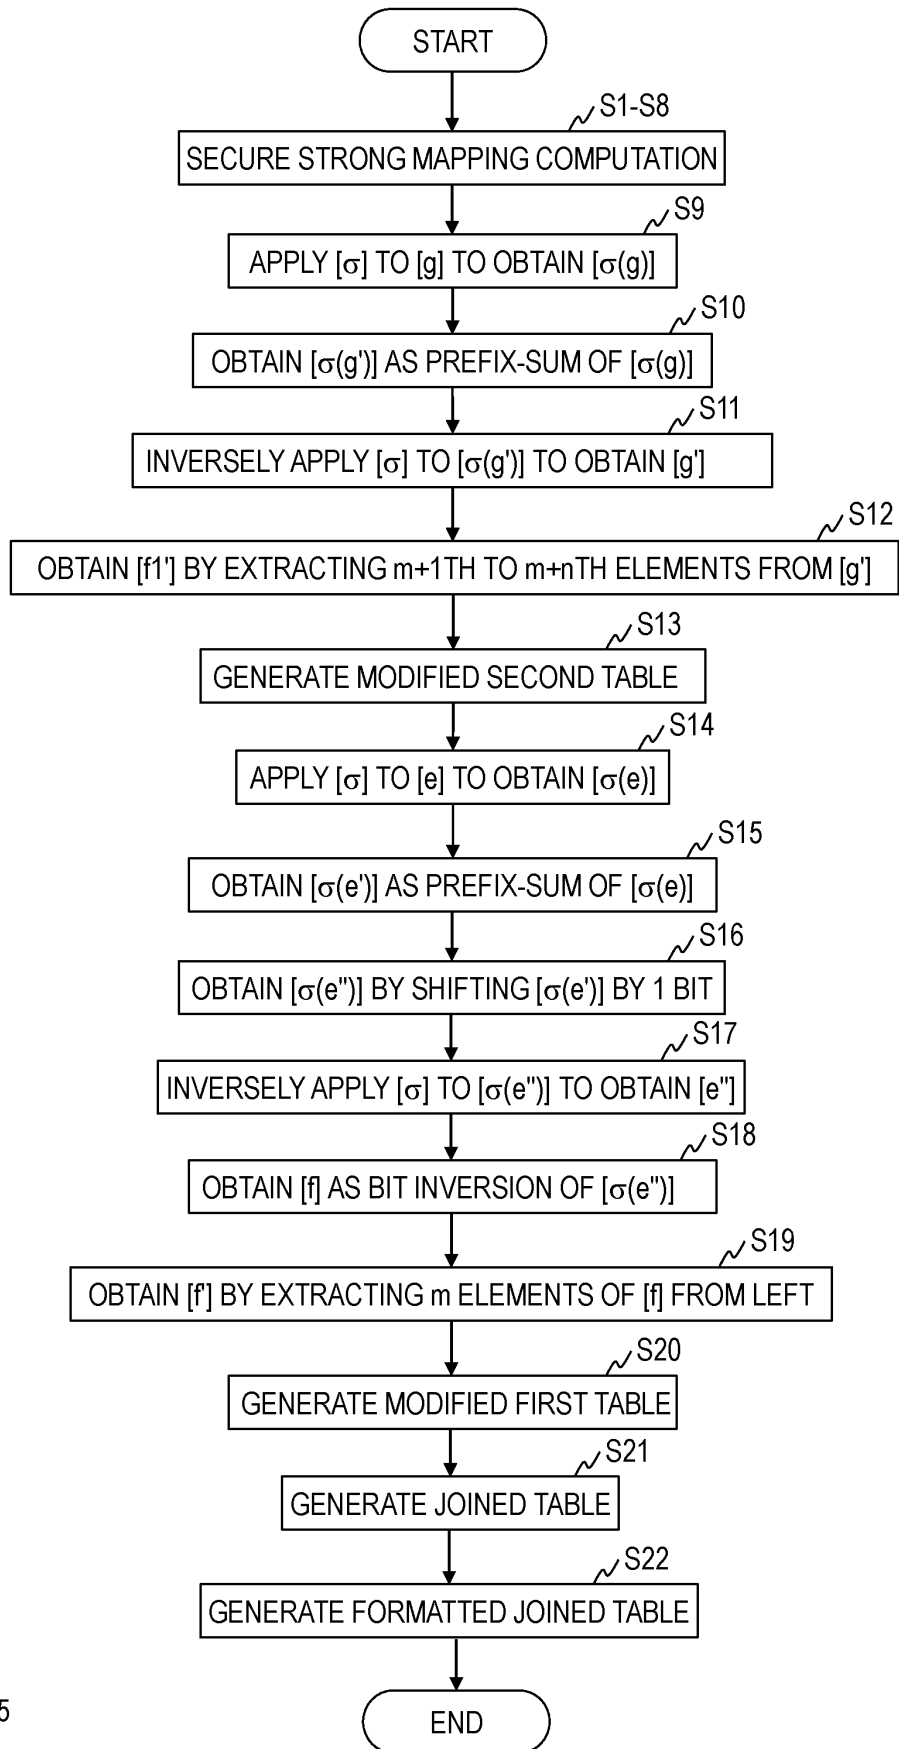 START
S1-S8
SECURE STRONG MAPPING COMPUTATION
S9
APPLY [σ] TO [g] TO OBTAIN [σ(g)]
S10
OBTAIN [σ(g')] AS PREFIX-SUM OF [σ(g)]
S11
INVERSELY APPLY [σ] TO [σ(g')] TO OBTAIN [g']
S12
OBTAIN [f1'] BY EXTRACTING m+1TH TO m+nTH ELEMENTS FROM [g']
S13
GENERATE MODIFIED SECOND TABLE
S14
APPLY [σ] TO [e] TO OBTAIN [σ(e)]
S15
OBTAIN [σ(e')] AS PREFIX-SUM OF [σ(e)]
S16
OBTAIN [σ(e")] BY SHIFTING [σ(e')] BY 1 BIT
S17
INVERSELY APPLY [σ] TO [σ(e")] TO OBTAIN [e"]
S18
OBTAIN [f] AS BIT INVERSION OF [σ(e")]
S19
OBTAIN [f'] BY EXTRACTING m ELEMENTS OF [f] FROM LEFT
S20
GENERATE MODIFIED FIRST TABLE
S21
GENERATE JOINED TABLE
S22
GENERATE FORMATTED JOINED TABLE
END
5